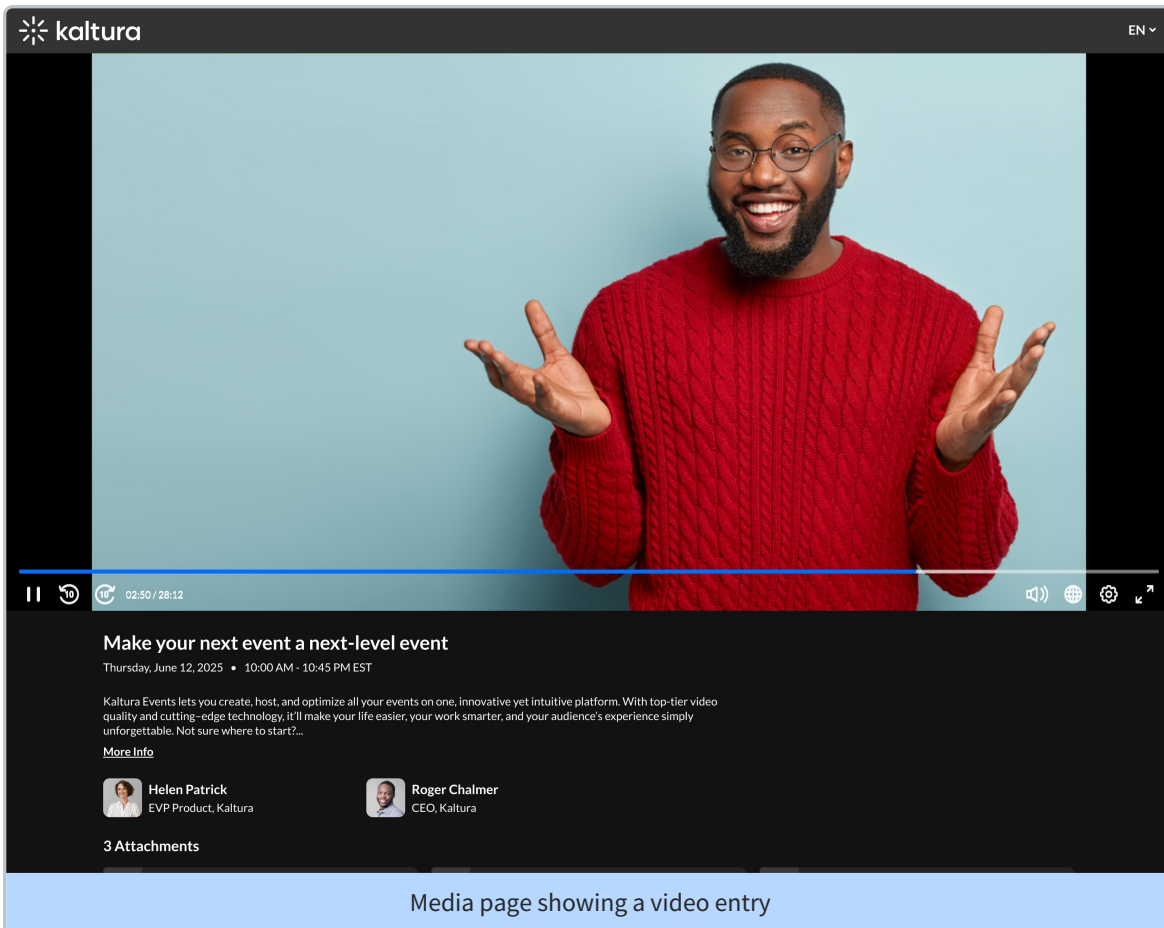 kaltura
EN
10
10
02:50 / 28:12
Make your next event a next-level event
Thursday, June 12, 2025 • 10:00 AM - 10:45 PM EST
Kaltura Events lets you create, host, and optimize all your events on one, innovative yet intuitive platform. With top-tier video
quality and cutting–edge technology, it'll make your life easier, your work smarter, and your audience's experience simply
unforgettable. Not sure where to start?...
More Info
Helen Patrick
EVP Product, Kaltura
Roger Chalmer
CEO, Kaltura
3 Attachments
Media page showing a video entry